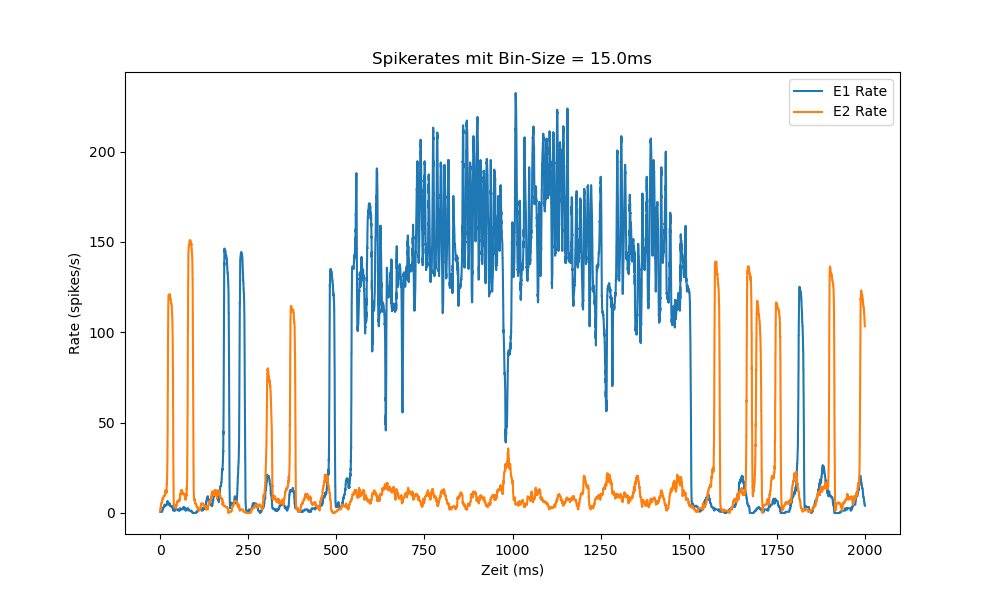 Spikerates mit Bin-Size = 15.0ms
E1 Rate
E2 Rate
200
150
100
50
0
Rate (spikes/s)
0 250 500 750 1000 1250 1500 1750 2000
Zeit (ms)